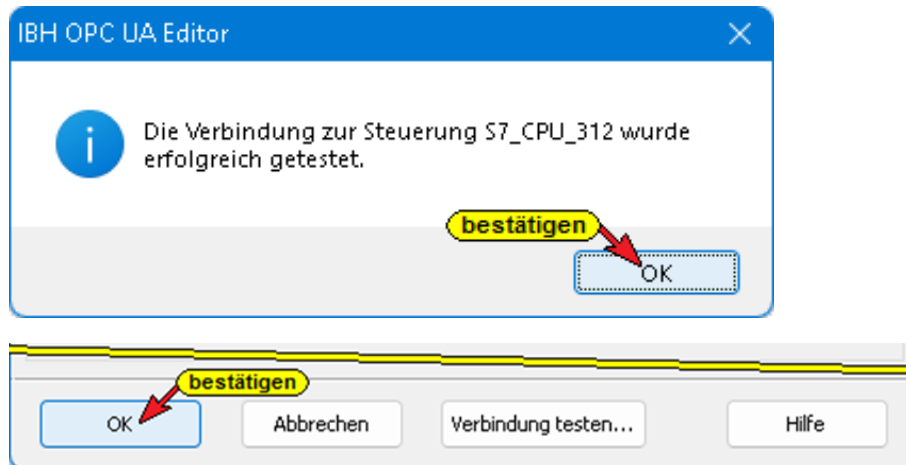 IBH OPC UA Editor
Die Verbindung zur Steuerung S7_CPU_312 wurde
erfolgreich getestet.
bestätigen
OK
bestätigen
OK Abbrechen Verbindung testen... Hilfe